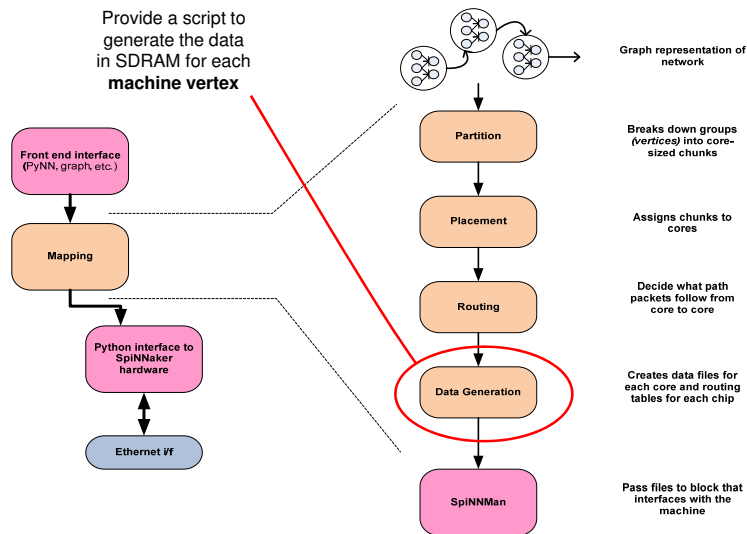 Provide a script to
generate the data
in SDRAM for each
machine vertex
Graph representation of
network
Front end interface
(PyNN, graph, etc.)
Mapping
Python interface to
SpiNNaker
hardware
Ethernet i/f
Partition
Breaks down groups
(vertices) into core-
sized chunks
Placement
Assigns chunks to
cores
Routing
Decide what path
packets follow from
core to core
Data Generation
Creates data files for
each core and routing
tables for each chip
SpiNNMan
Pass files to block that
interfaces with the
machine